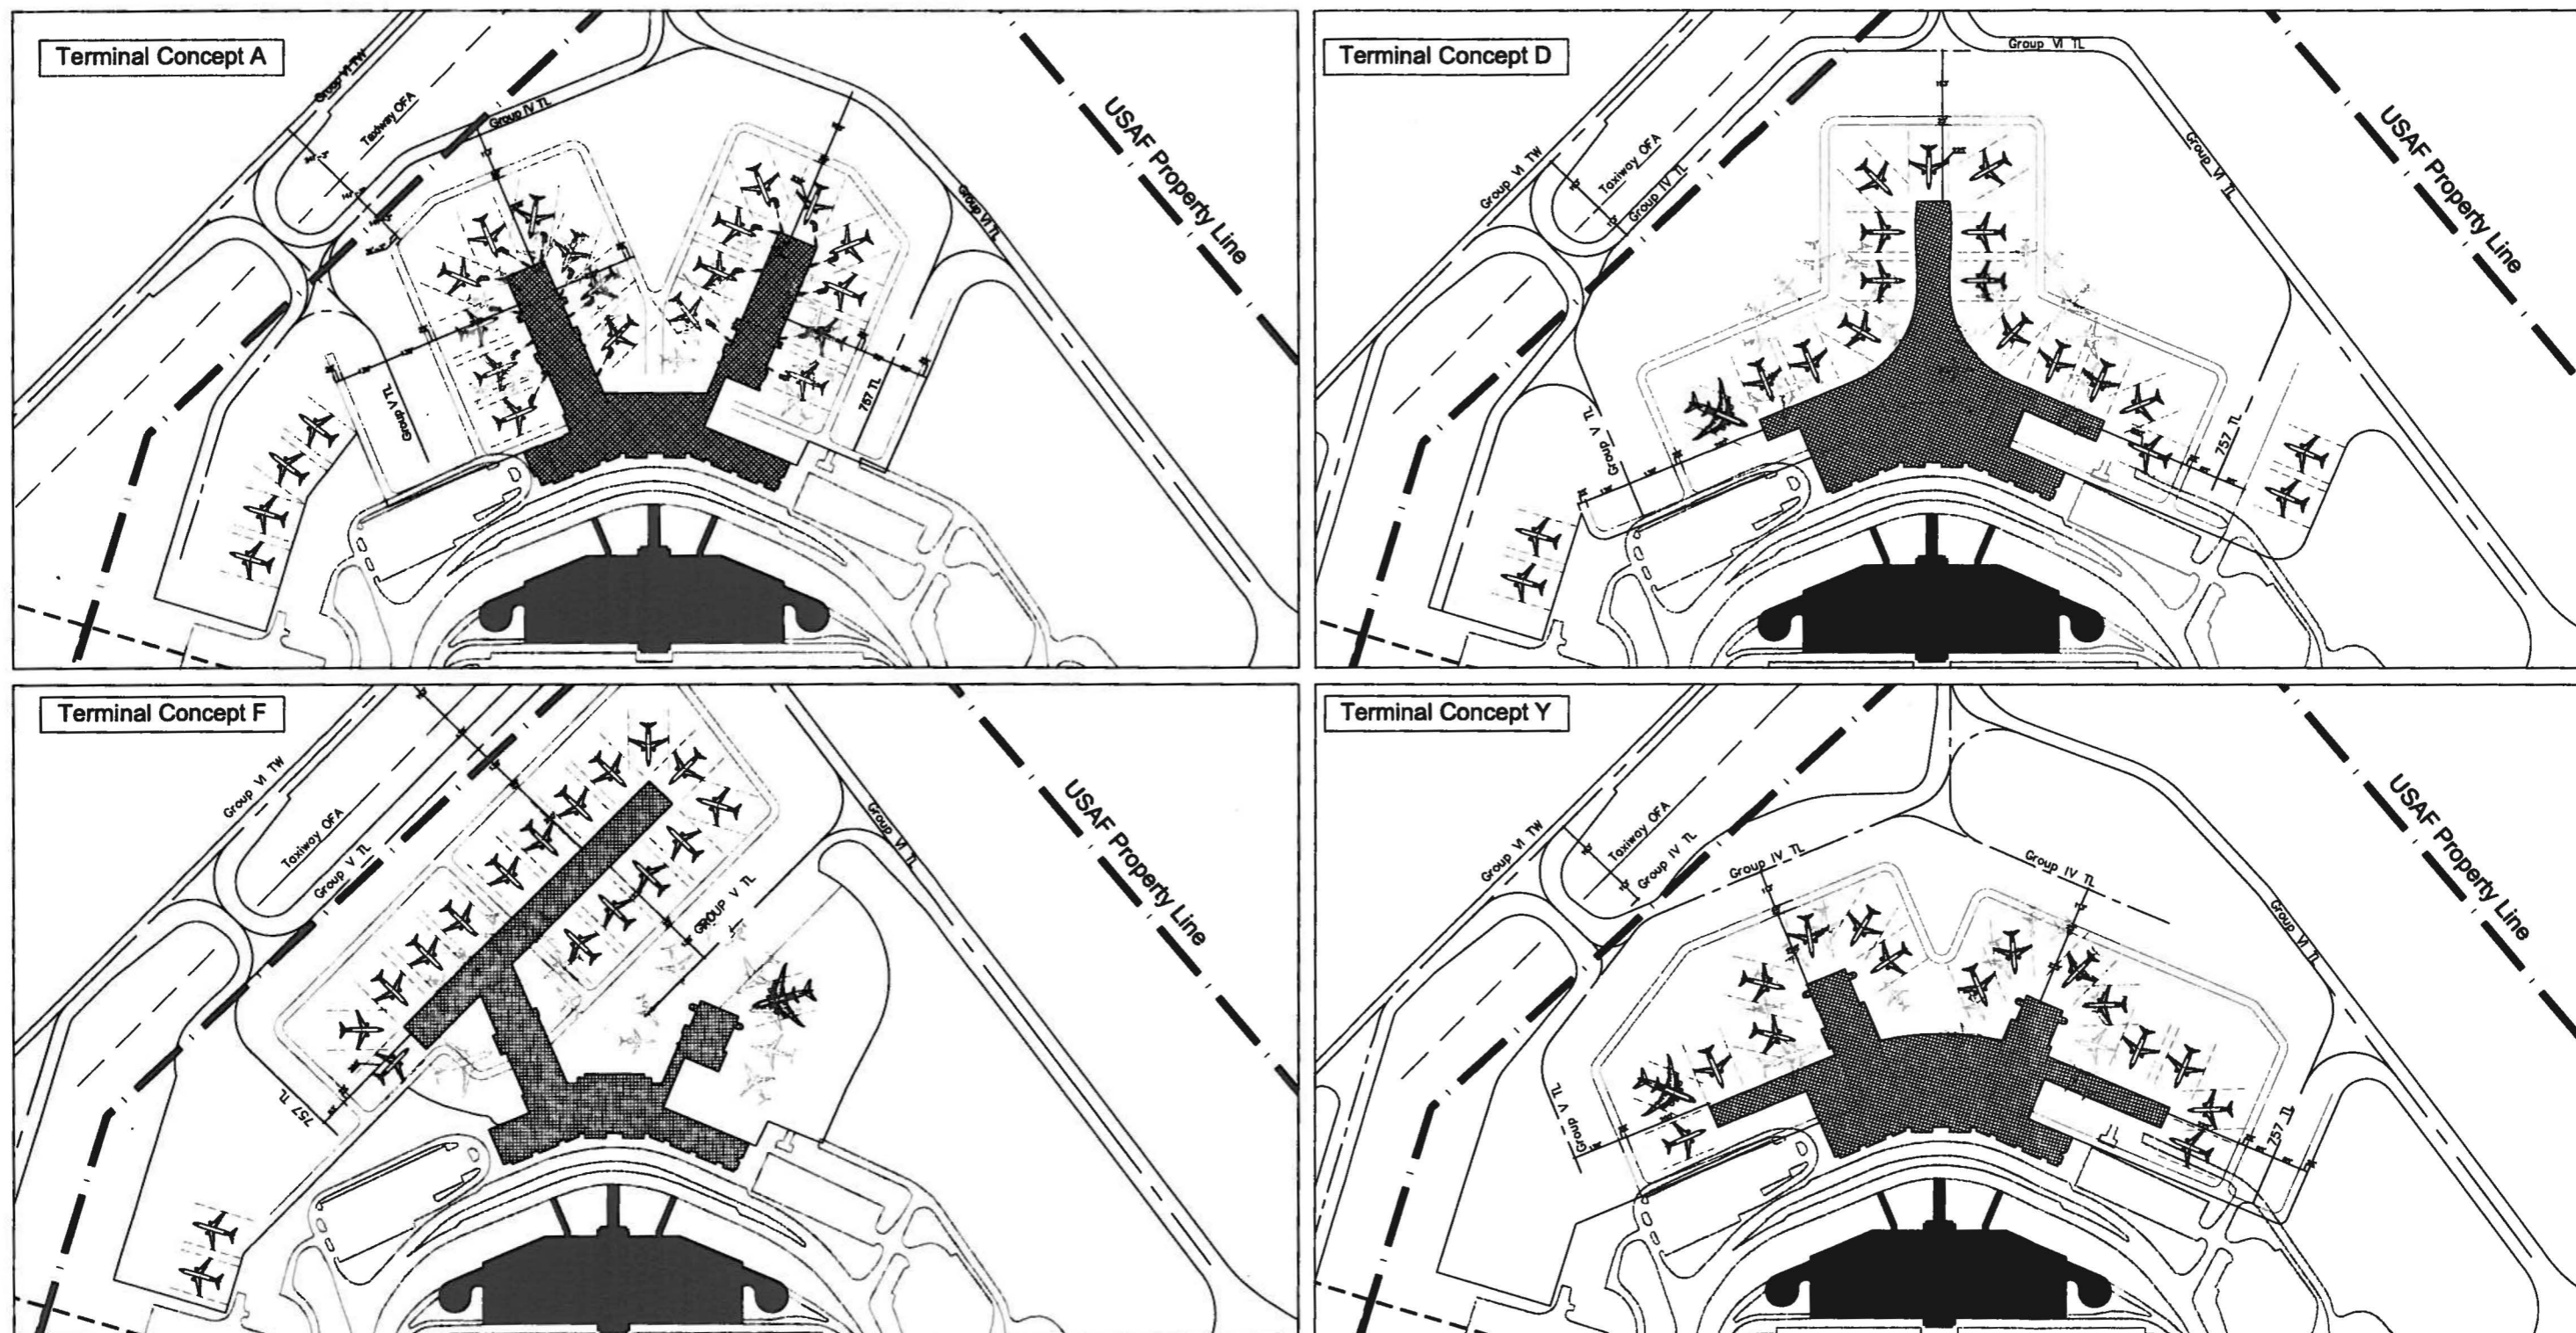 Terminal Concept A
Group VI TW
Taxiway OFA
Group IV TL
Group VI TL
USAF Property Line
Group V TL
767 TL
Terminal Concept D
Group VI TL
Group VI TW
Taxiway OFA
Group IV TL
Group VI TL
USAF Property Line
Group V TL
757 TL
Terminal Concept F
Group VI TW
Taxiway OFA
Group V TL
Group VI TL
USAF Property Line
GROUP V TL
757 TL
Terminal Concept Y
Group VI TW
Taxiway OFA
Group IV TL
Group IV TL
Group IV TL
Group VI TL
USAF Property Line
Group V TL
757 TL